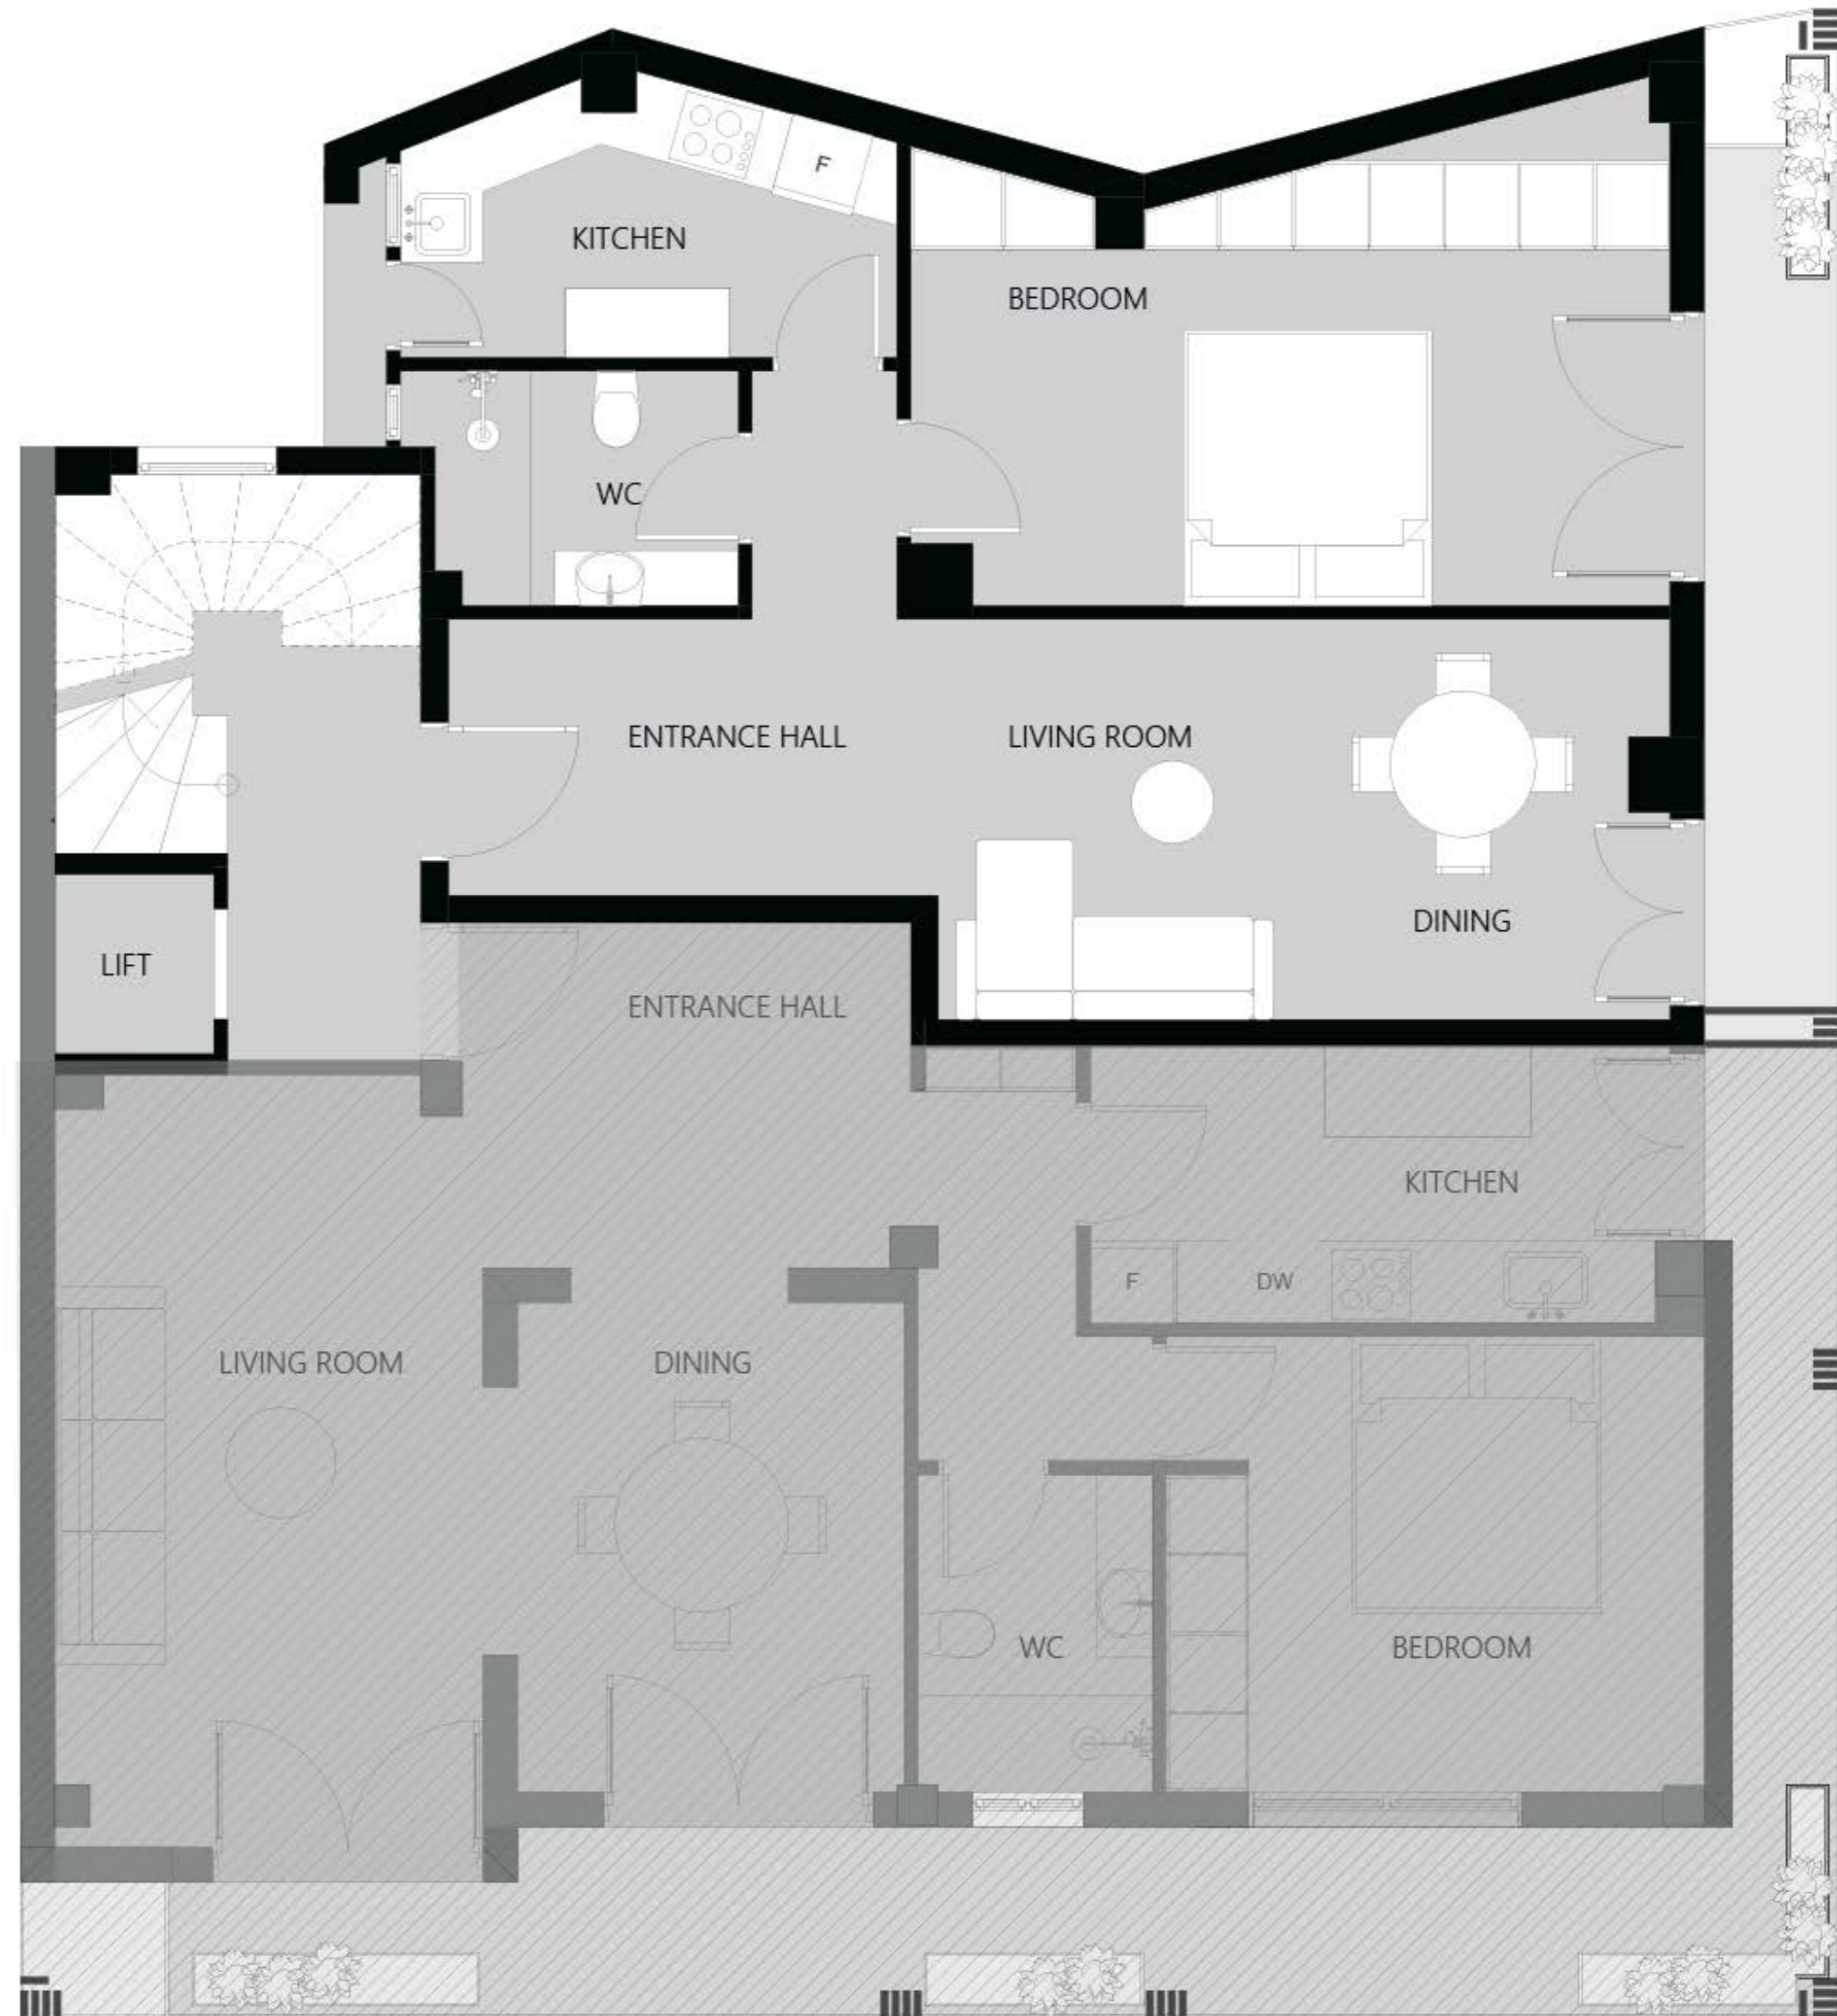 F
KITCHEN
BEDROOM
WC
ENTRANCE HALL
LIVING ROOM
DINING
LIFT
ENTRANCE HALL
KITCHEN
F
DW
LIVING ROOM
DINING
WC
BEDROOM